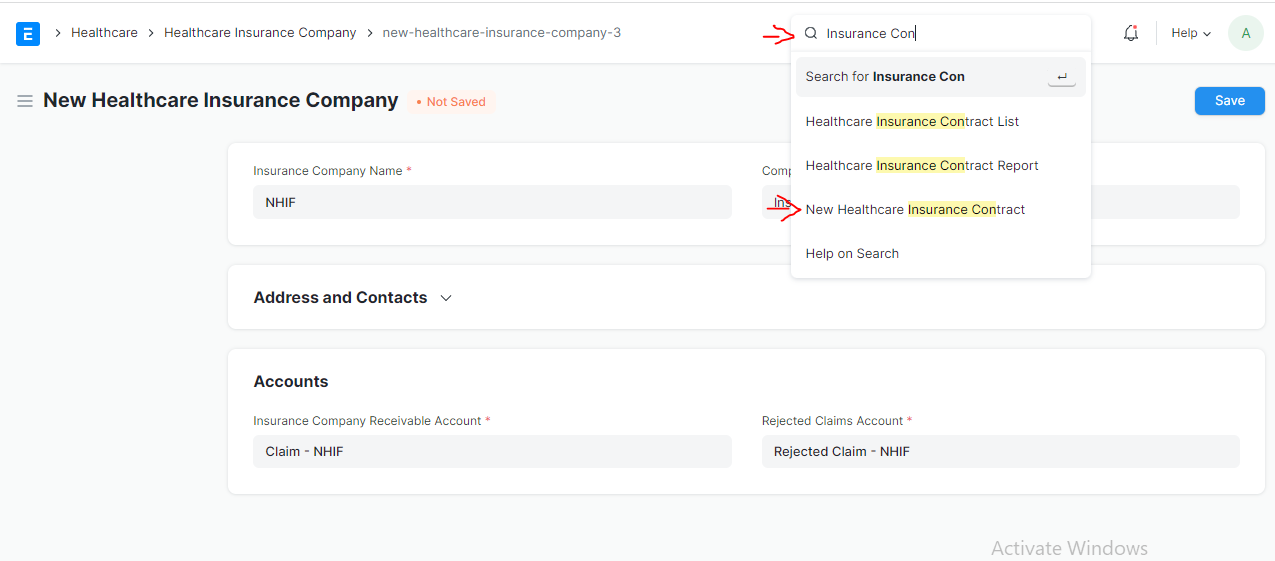 E
Healthcare
Healthcare Insurance Company
new-healthcare-insurance-company-3
Insurance Con
Help
A
New Healthcare Insurance Company
• Not Saved
Save
Search for Insurance Con
Healthcare Insurance Contract List
Healthcare Insurance Contract Report
New Healthcare Insurance Contract
Help on Search
Insurance Company Name *
NHIF
Comp
Ins
Address and Contacts
Accounts
Insurance Company Receivable Account *
Claim - NHIF
Rejected Claims Account *
Rejected Claim - NHIF
Activate Windows